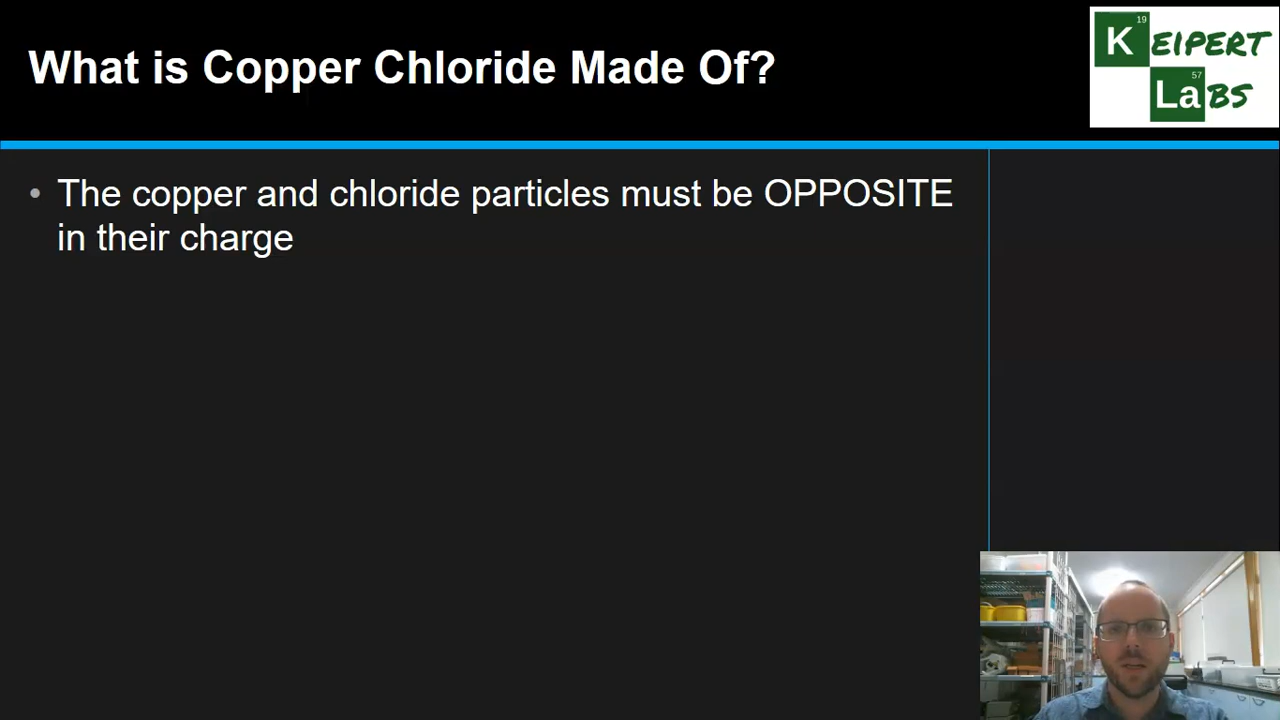 What is Copper Chloride Made Of?
19
K EIPERT
57
La BS
• The copper and chloride particles must be OPPOSITE
in their charge